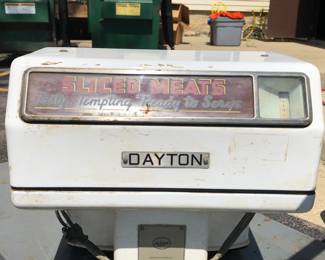 SLICED MEATS
Tempting Ready to Serve
DAYTON